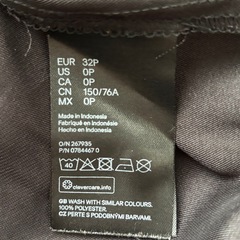 EUR 32P
US 0P
CA 0P
CN 150/76A
MX 0P
Made in Indonesia
Fabriqué en Indonésie
Hecho en Indonesia
O/N 267935
P/N 0784467 0
40
clevercare.info
GB WASH WITH SIMILAR COLOURS.
100% POLYESTER.
CZ PERTE S PODOBNÝMI BARVAMI.